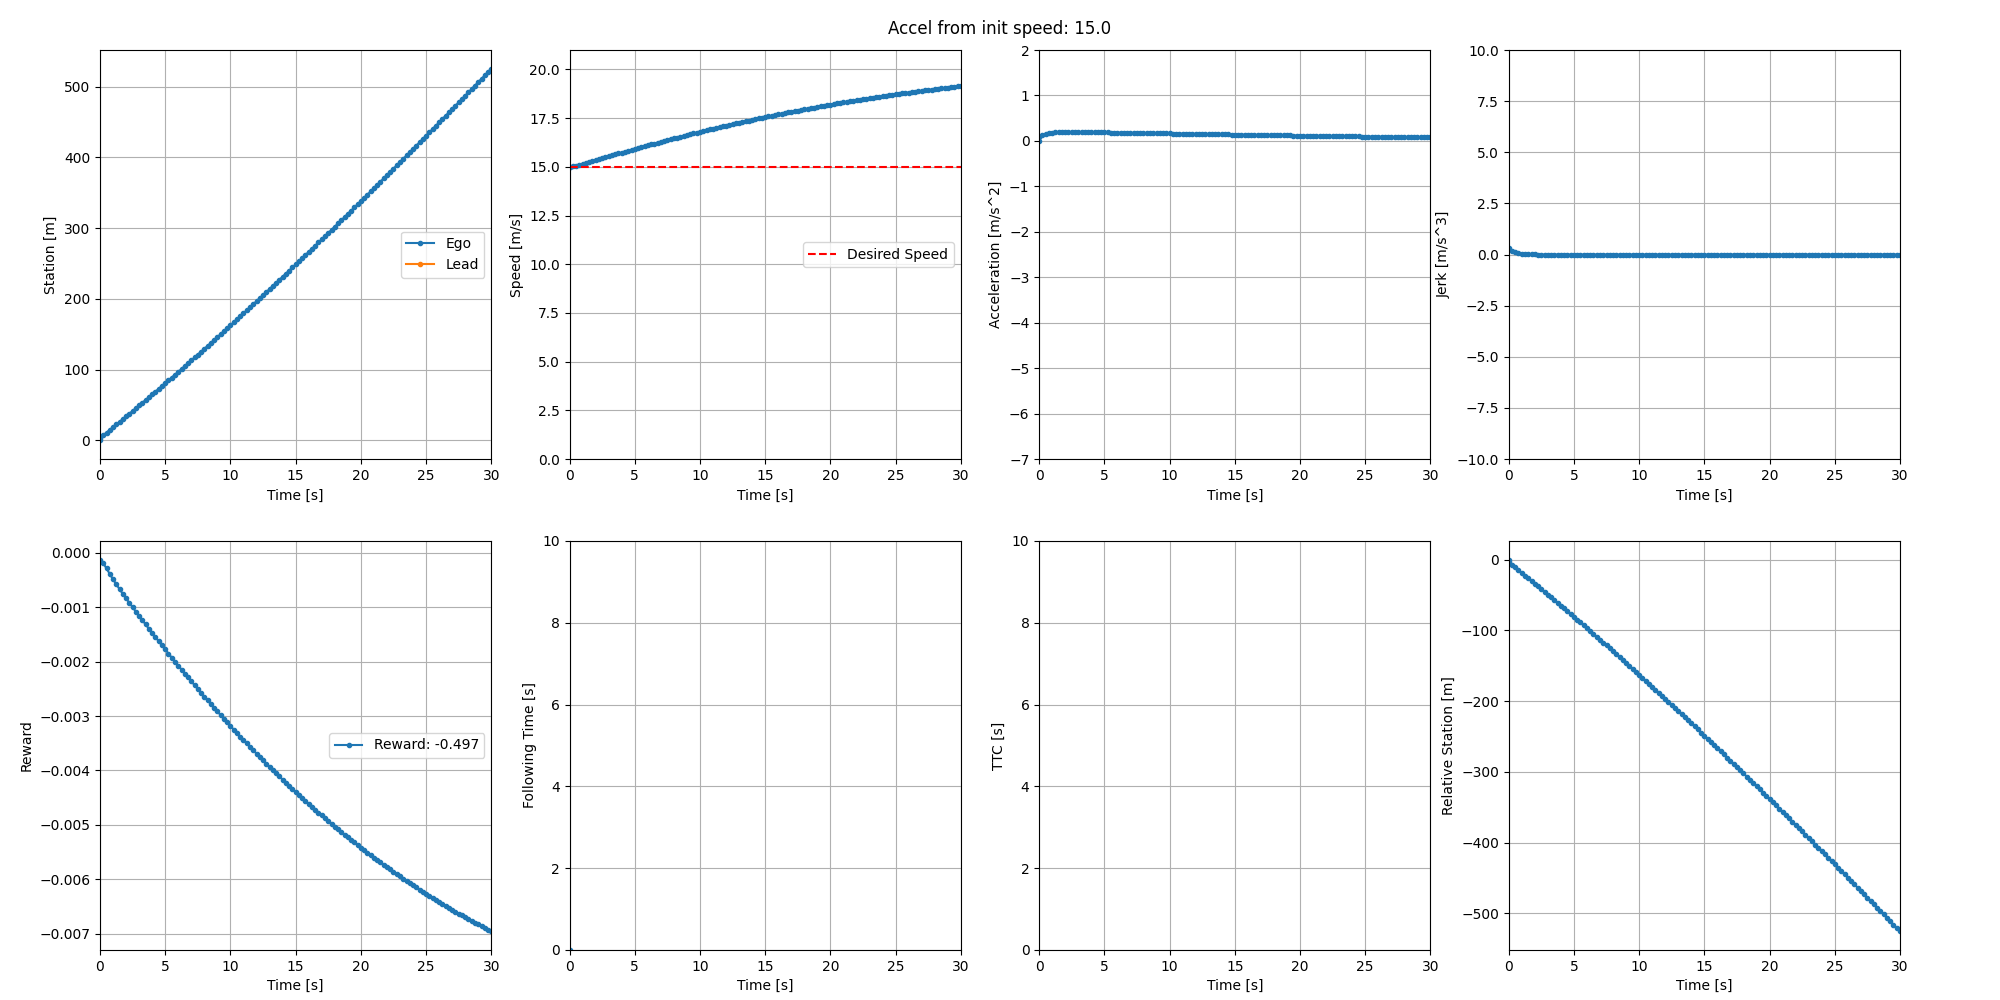 Accel from init speed: 15.0
Station [m]
500
400
300
200
100
0
Ego
Lead
0 5 10 15 20 25 30
Time [s]
Speed [m/s]
20.0
17.5
15.0
12.5
10.0
7.5
5.0
2.5
0.0
Desired Speed
0 5 10 15 20 25 30
Time [s]
Acceleration [m/s^2]
2
1
0
−1
−2
−3
−4
−5
−6
−7
0 5 10 15 20 25 30
Time [s]
Jerk [m/s^3]
10.0
7.5
5.0
2.5
0.0
−2.5
−5.0
−7.5
−10.0
0 5 10 15 20 25 30
Time [s]
Reward
0.000
−0.001
−0.002
−0.003
−0.004
−0.005
−0.006
−0.007
Reward: -0.497
0 5 10 15 20 25 30
Time [s]
Following Time [s]
10
8
6
4
2
0
0 5 10 15 20 25 30
Time [s]
TTC [s]
10
8
6
4
2
0
0 5 10 15 20 25 30
Time [s]
Relative Station [m]
0
−100
−200
−300
−400
−500
0 5 10 15 20 25 30
Time [s]